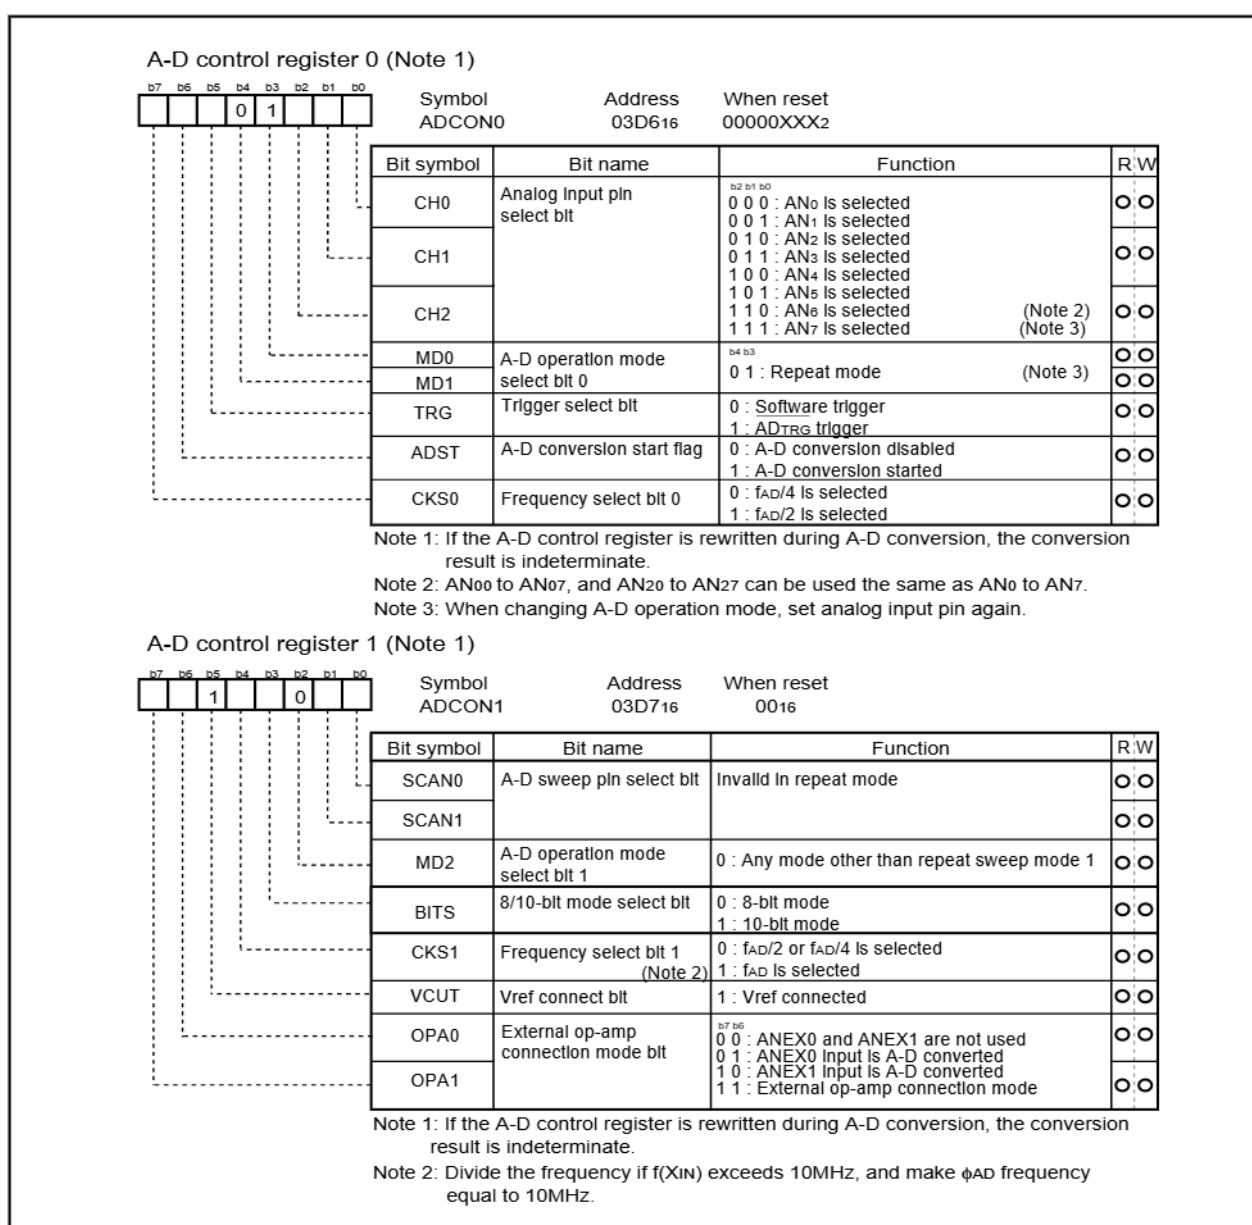 A-D control register 0 (Note 1)
b7 b6 b5 b4 b3 b2 b1 b0
0 1
Symbol Address When reset
ADCON0 03D616 00000XXX2
Bit symbol Bit name Function R W
CH0 Analog input pin select bit
b2 b1 b0
0 0 0 : AN0 is selected
0 0 1 : AN1 is selected
0 1 0 : AN2 is selected
CH1
0 1 1 : AN3 is selected
1 0 0 : AN4 is selected
1 0 1 : AN5 is selected
CH2
1 1 0 : AN6 is selected (Note 2)
1 1 1 : AN7 is selected (Note 3)
MD0 A-D operation mode
MD1 select bit 0
b4 b3
0 1 : Repeat mode (Note 3)
TRG Trigger select bit
0 : Software trigger
1 : ADTRG trigger
ADST A-D conversion start flag
0 : A-D conversion disabled
1 : A-D conversion started
CKS0 Frequency select bit 0
0 : fAD/4 is selected
1 : fAD/2 is selected
Note 1: If the A-D control register is rewritten during A-D conversion, the conversion
result is indeterminate.
Note 2: AN00 to AN07, and AN20 to AN27 can be used the same as AN0 to AN7.
Note 3: When changing A-D operation mode, set analog input pin again.
A-D control register 1 (Note 1)
b7 b6 b5 b4 b3 b2 b1 b0
1 0
Symbol Address When reset
ADCON1 03D716 0016
Bit symbol Bit name Function R W
SCAN0 A-D sweep pin select bit Invalid in repeat mode
SCAN1
MD2 A-D operation mode
select bit 1
0 : Any mode other than repeat sweep mode 1
BITS 8/10-bit mode select bit
0 : 8-bit mode
1 : 10-bit mode
CKS1 Frequency select bit 1
(Note 2)
0 : fAD/2 or fAD/4 is selected
1 : fAD is selected
VCUT Vref connect bit 1 : Vref connected
OPA0 External op-amp
connection mode bit
b7 b6
0 0 : ANEX0 and ANEX1 are not used
0 1 : ANEX0 input is A-D converted
1 0 : ANEX1 input is A-D converted
OPA1
1 1 : External op-amp connection mode
Note 1: If the A-D control register is rewritten during A-D conversion, the conversion
result is indeterminate.
Note 2: Divide the frequency if f(XIN) exceeds 10MHz, and make ϕAD frequency
equal to 10MHz.